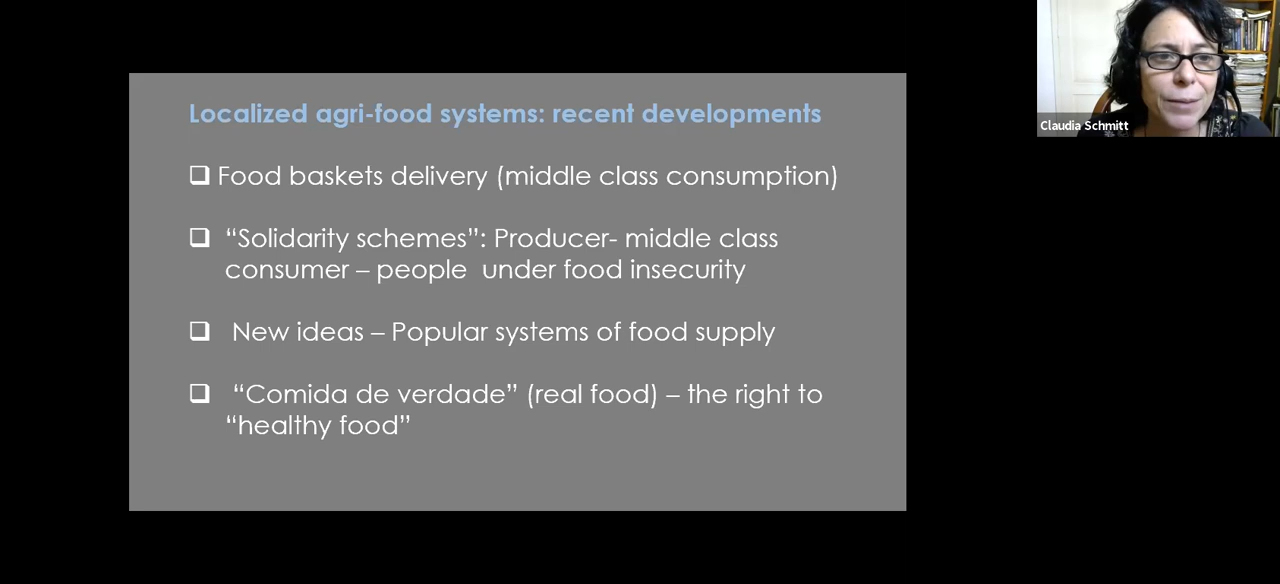 Localized agri-food systems: recent developments
Food baskets delivery (middle class consumption)
“Solidarity schemes”: Producer- middle class
consumer – people under food insecurity
New ideas – Popular systems of food supply
“Comida de verdade” (real food) – the right to
“healthy food”
Claudia Schmitt